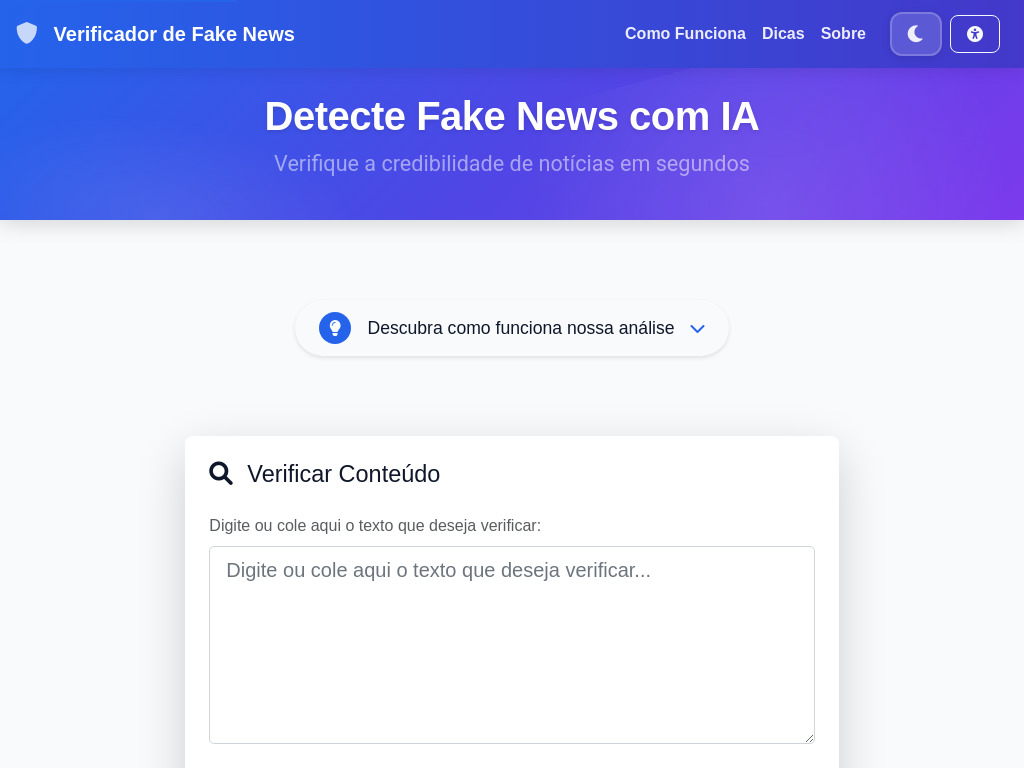 Verificador de Fake News
Como Funciona
Dicas
Sobre
Detecte Fake News com IA
Verifique a credibilidade de notícias em segundos
Descubra como funciona nossa análise
Verificar Conteúdo
Digite ou cole aqui o texto que deseja verificar:
Digite ou cole aqui o texto que deseja verificar...